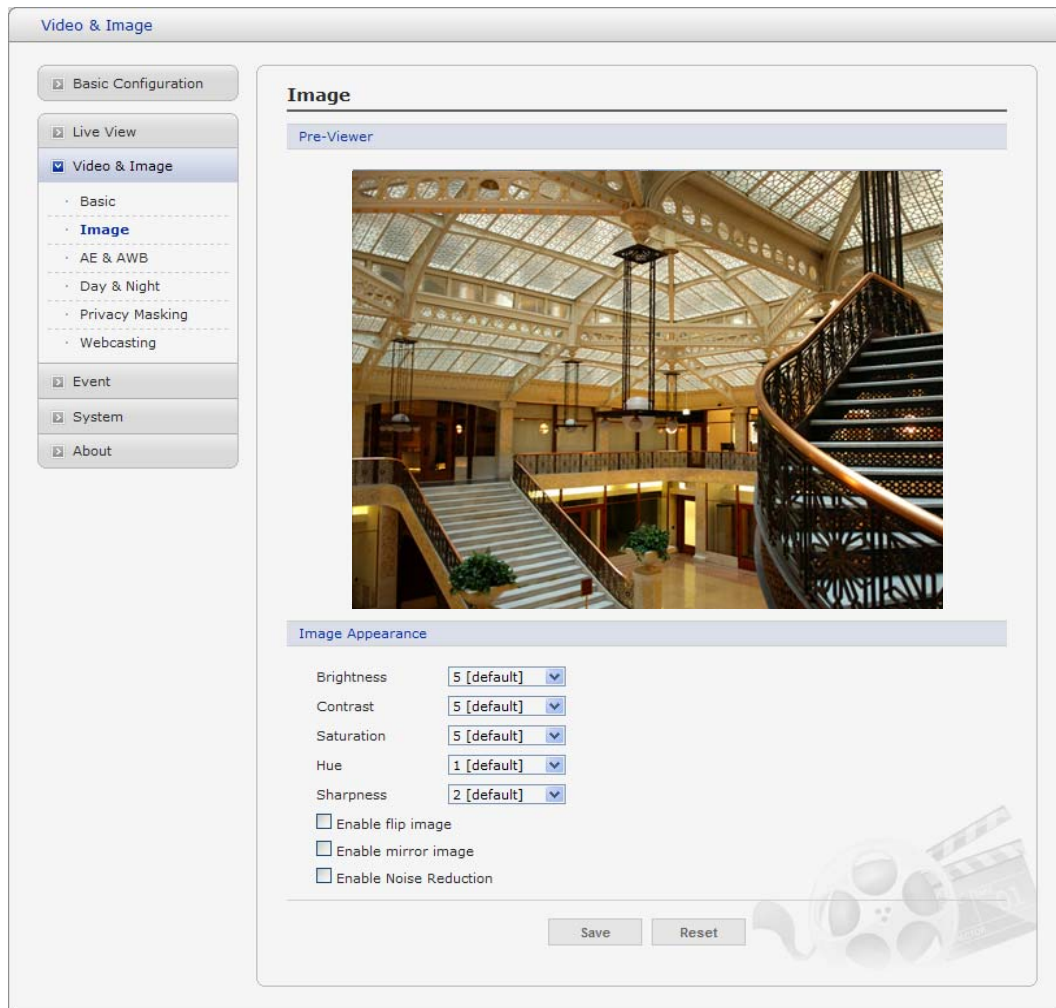 Video & Image
Basic Configuration
Live View
Video & Image
Basic
Image
AE & AWB
Day & Night
Privacy Masking
Webcasting
Event
System
About
Image
Pre-Viewer
Image Appearance
Brightness 5 [default]
Contrast 5 [default]
Saturation 5 [default]
Hue 1 [default]
Sharpness 2 [default]
Enable flip image
Enable mirror image
Enable Noise Reduction
Save Reset